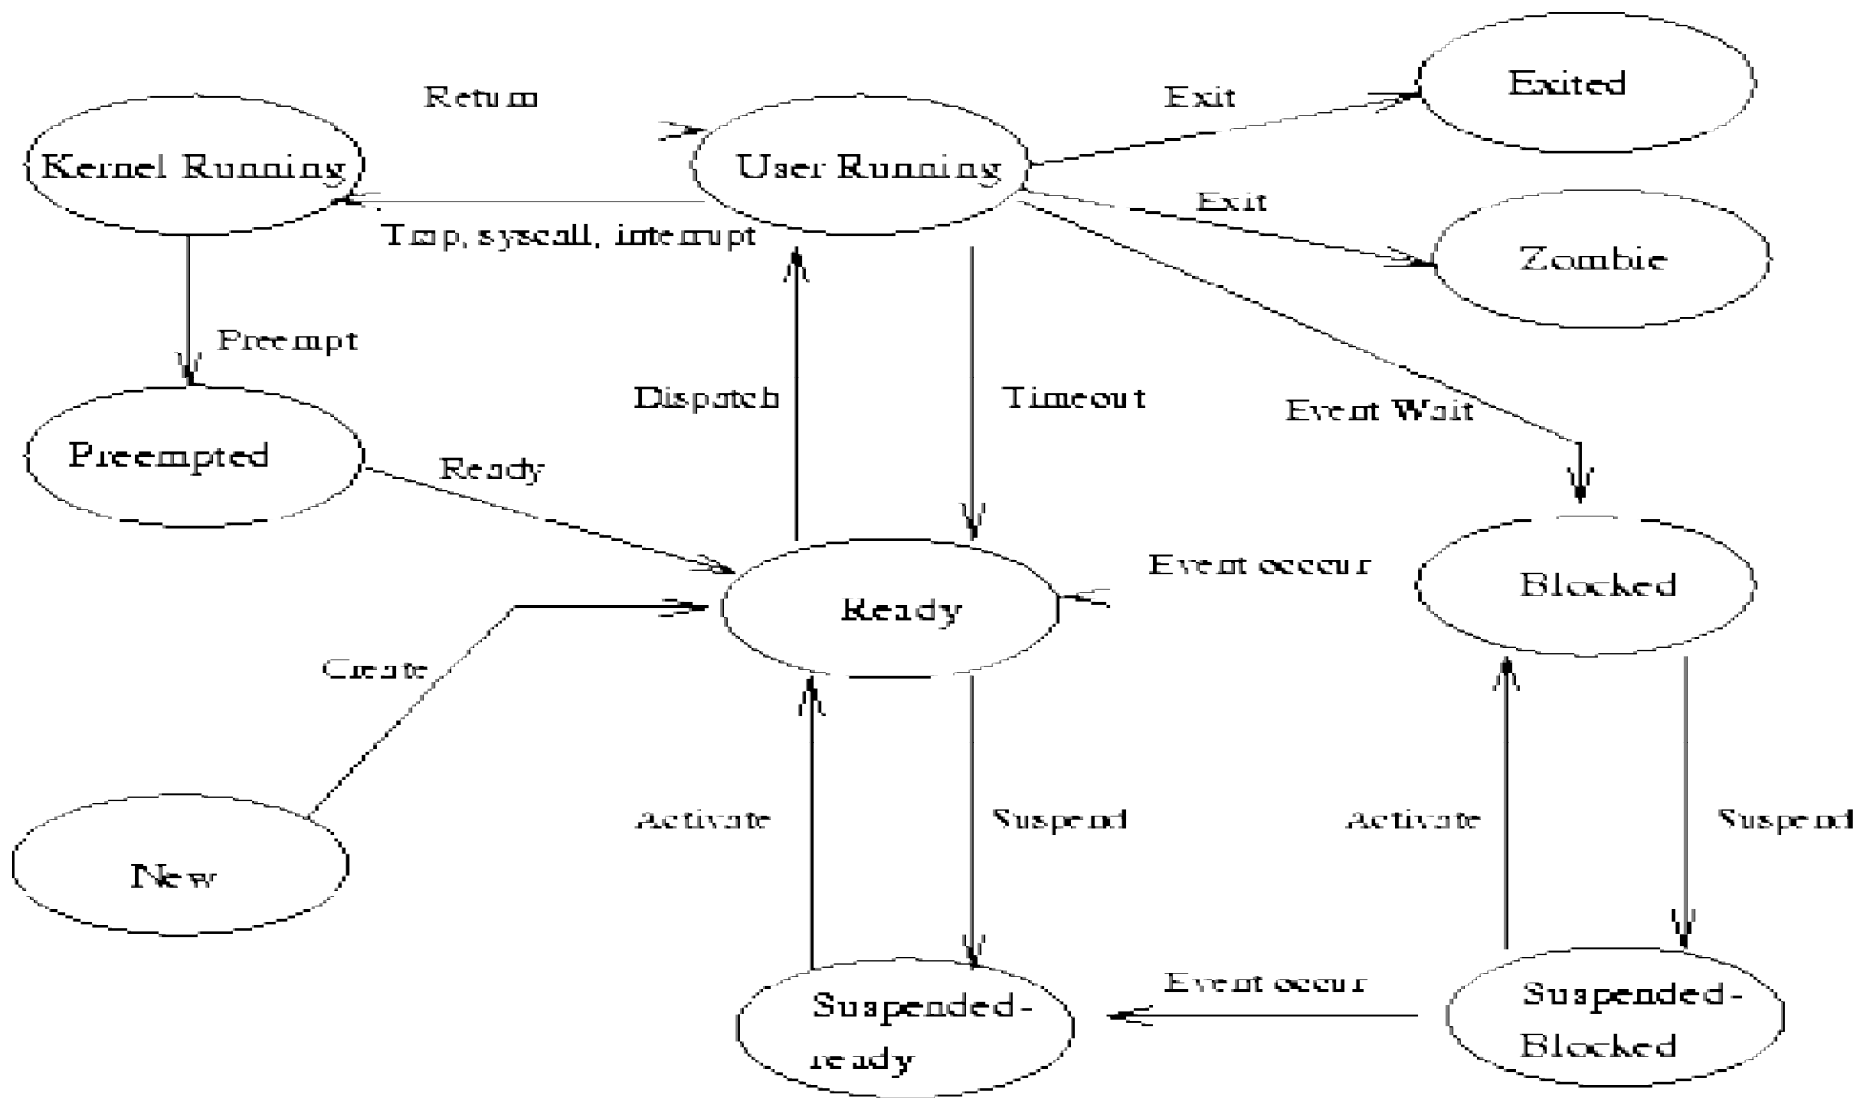 Return
Exit
Exited
Kernel Running
User Running
Exit
Trap, syscall, interrupt
Zombie
Preempt
Dispatch
Timeout
Event Wait
Preempted
Ready
Event occcur
Blocked
Ready
Create
Activate
Suspend
Activate
Suspend
New
Event occur
Suspended-
ready
Suspended-
Blocked